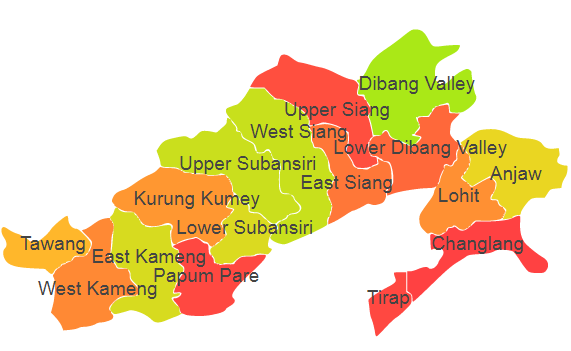 Dibang Valley
Upper Siang
West Siang
Lower Dibang Valley
Upper Subansiri
Anjaw
East Siang
Kurung Kumey
Lohit
Lower Subansiri
Tawang
Changlang
East Kameng
Papum Pare
West Kameng
Tirap